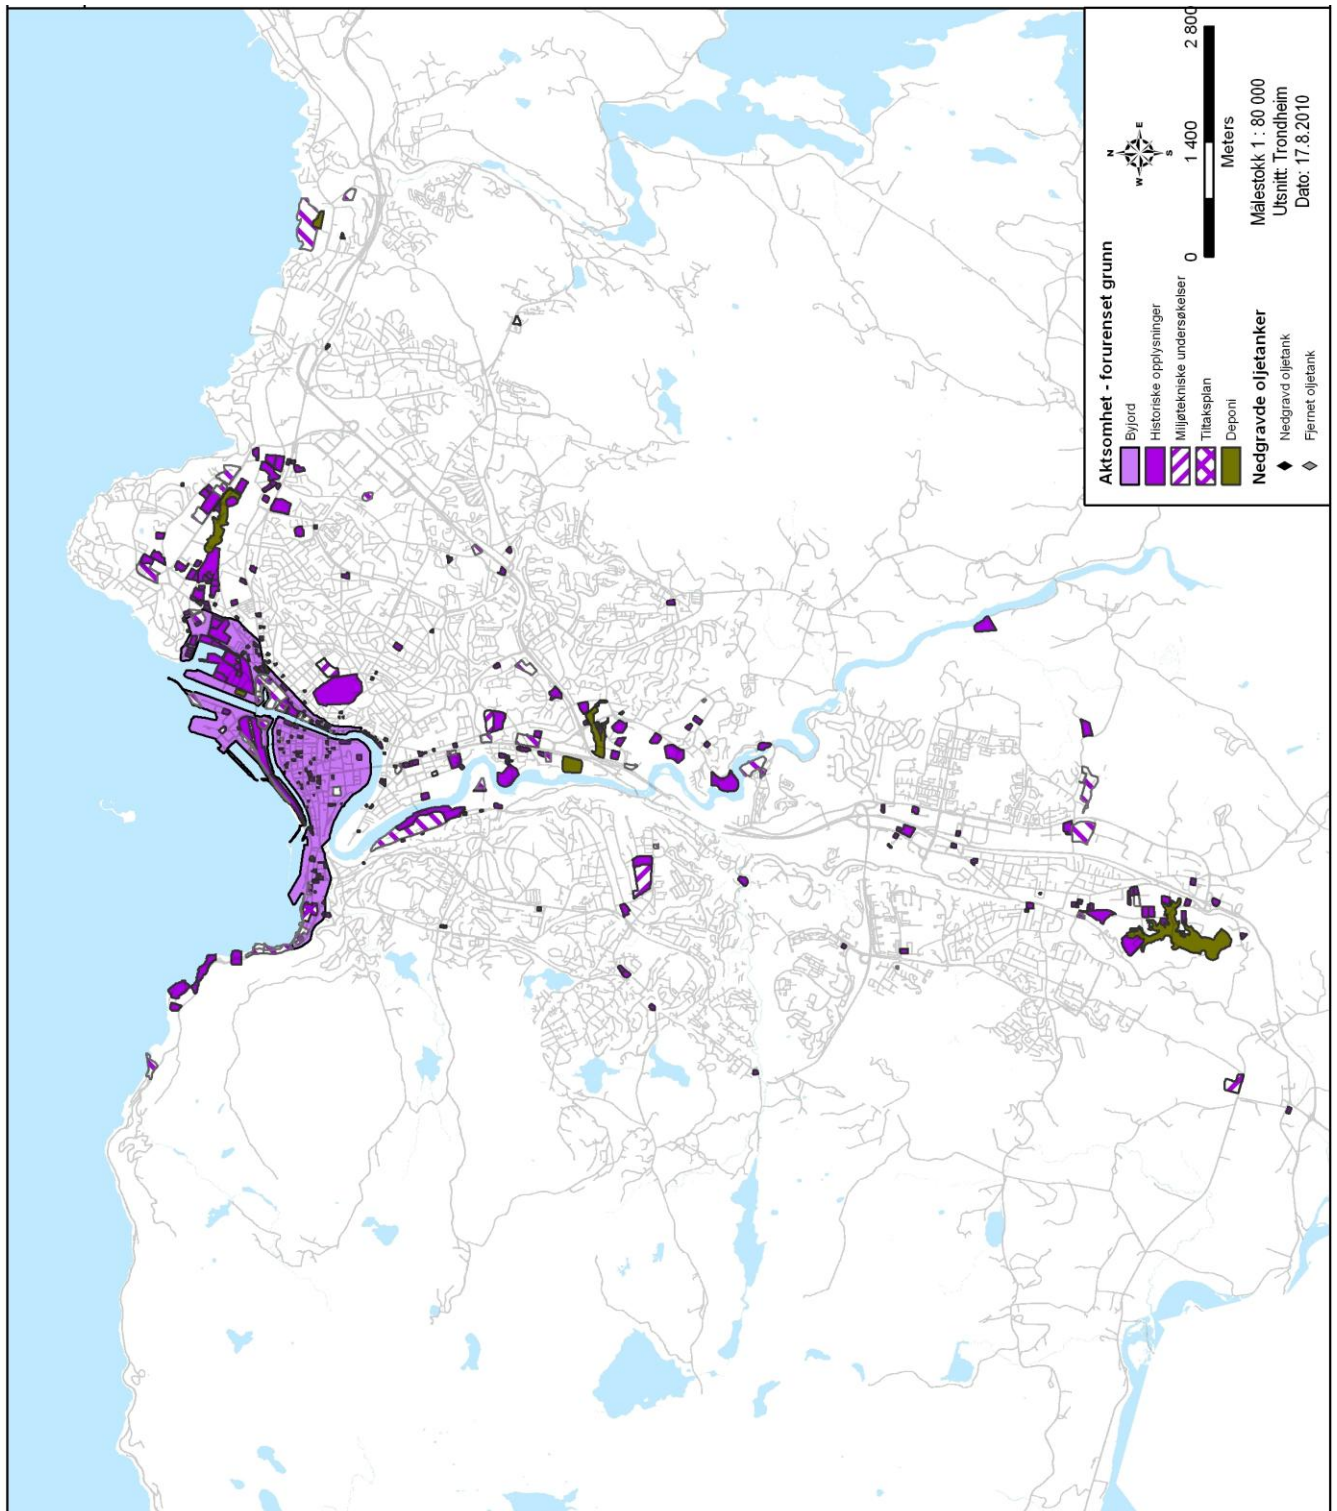 Aktsomhet - forurenset grunn
Byjord
Historiske opplysninger
Miljøtekniske undersøkelser
Tiltaksplan
Deponi
Nedgravde oljetanker
Nedgravd oljetank
Fjernet oljetank
N
W E
S
0 1 400 2 800
Meters
Målestokk 1 : 80 000
Utsnitt: Trondheim
Dato: 17.8.2010